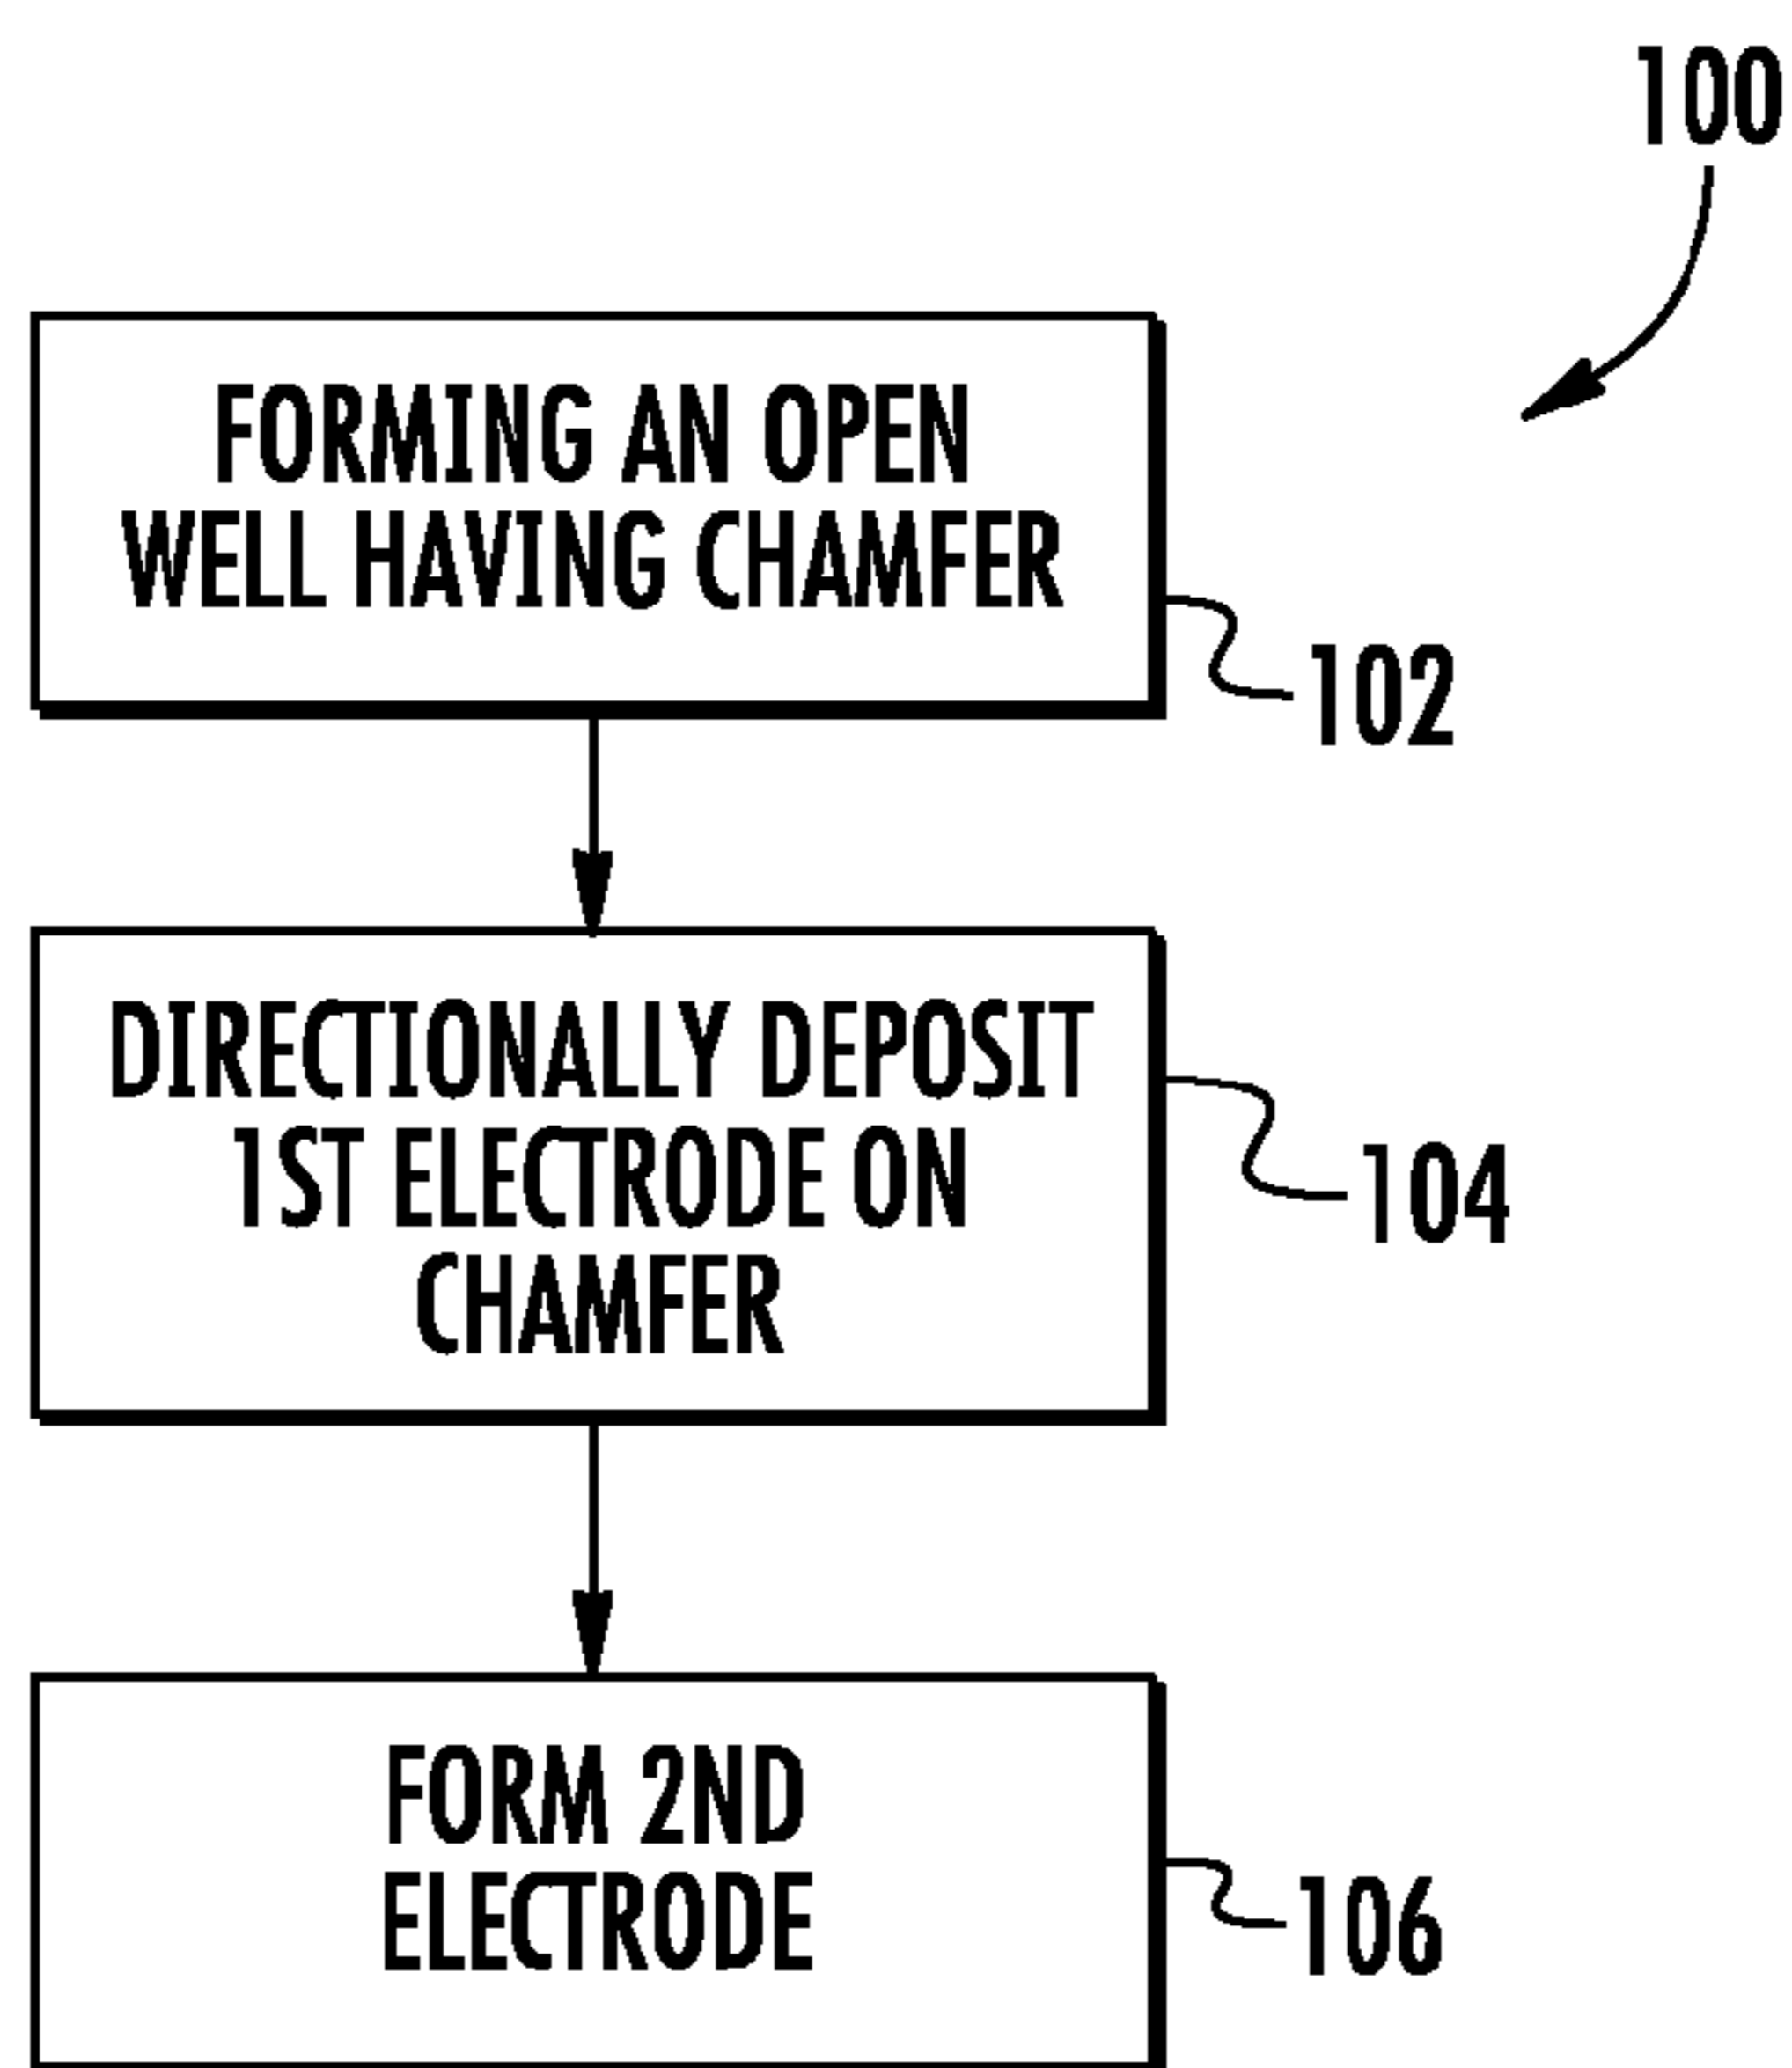 100
FORMING AN OPEN
WELL HAVING CHAMFER
102
DIRECTIONALLY DEPOSIT
1ST ELECTRODE ON
CHAMFER
104
FORM 2ND
ELECTRODE
106